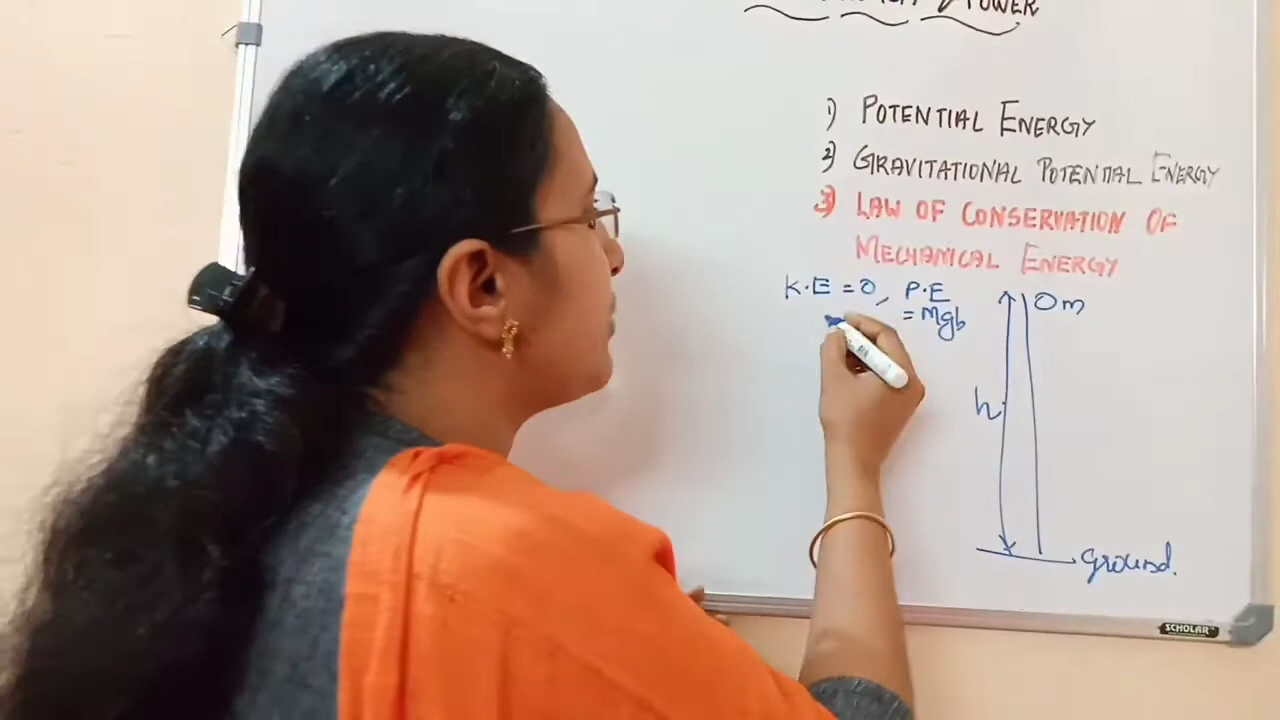 POWER
1) POTENTIAL ENERGY
2) GRAVITATIONAL POTENTIAL ENERGY
3) LAW OF CONSERVATION OF
MECHANICAL ENERGY
K.E = 0, P.E
= mgh
O m
h
ground.
SCHOLAR